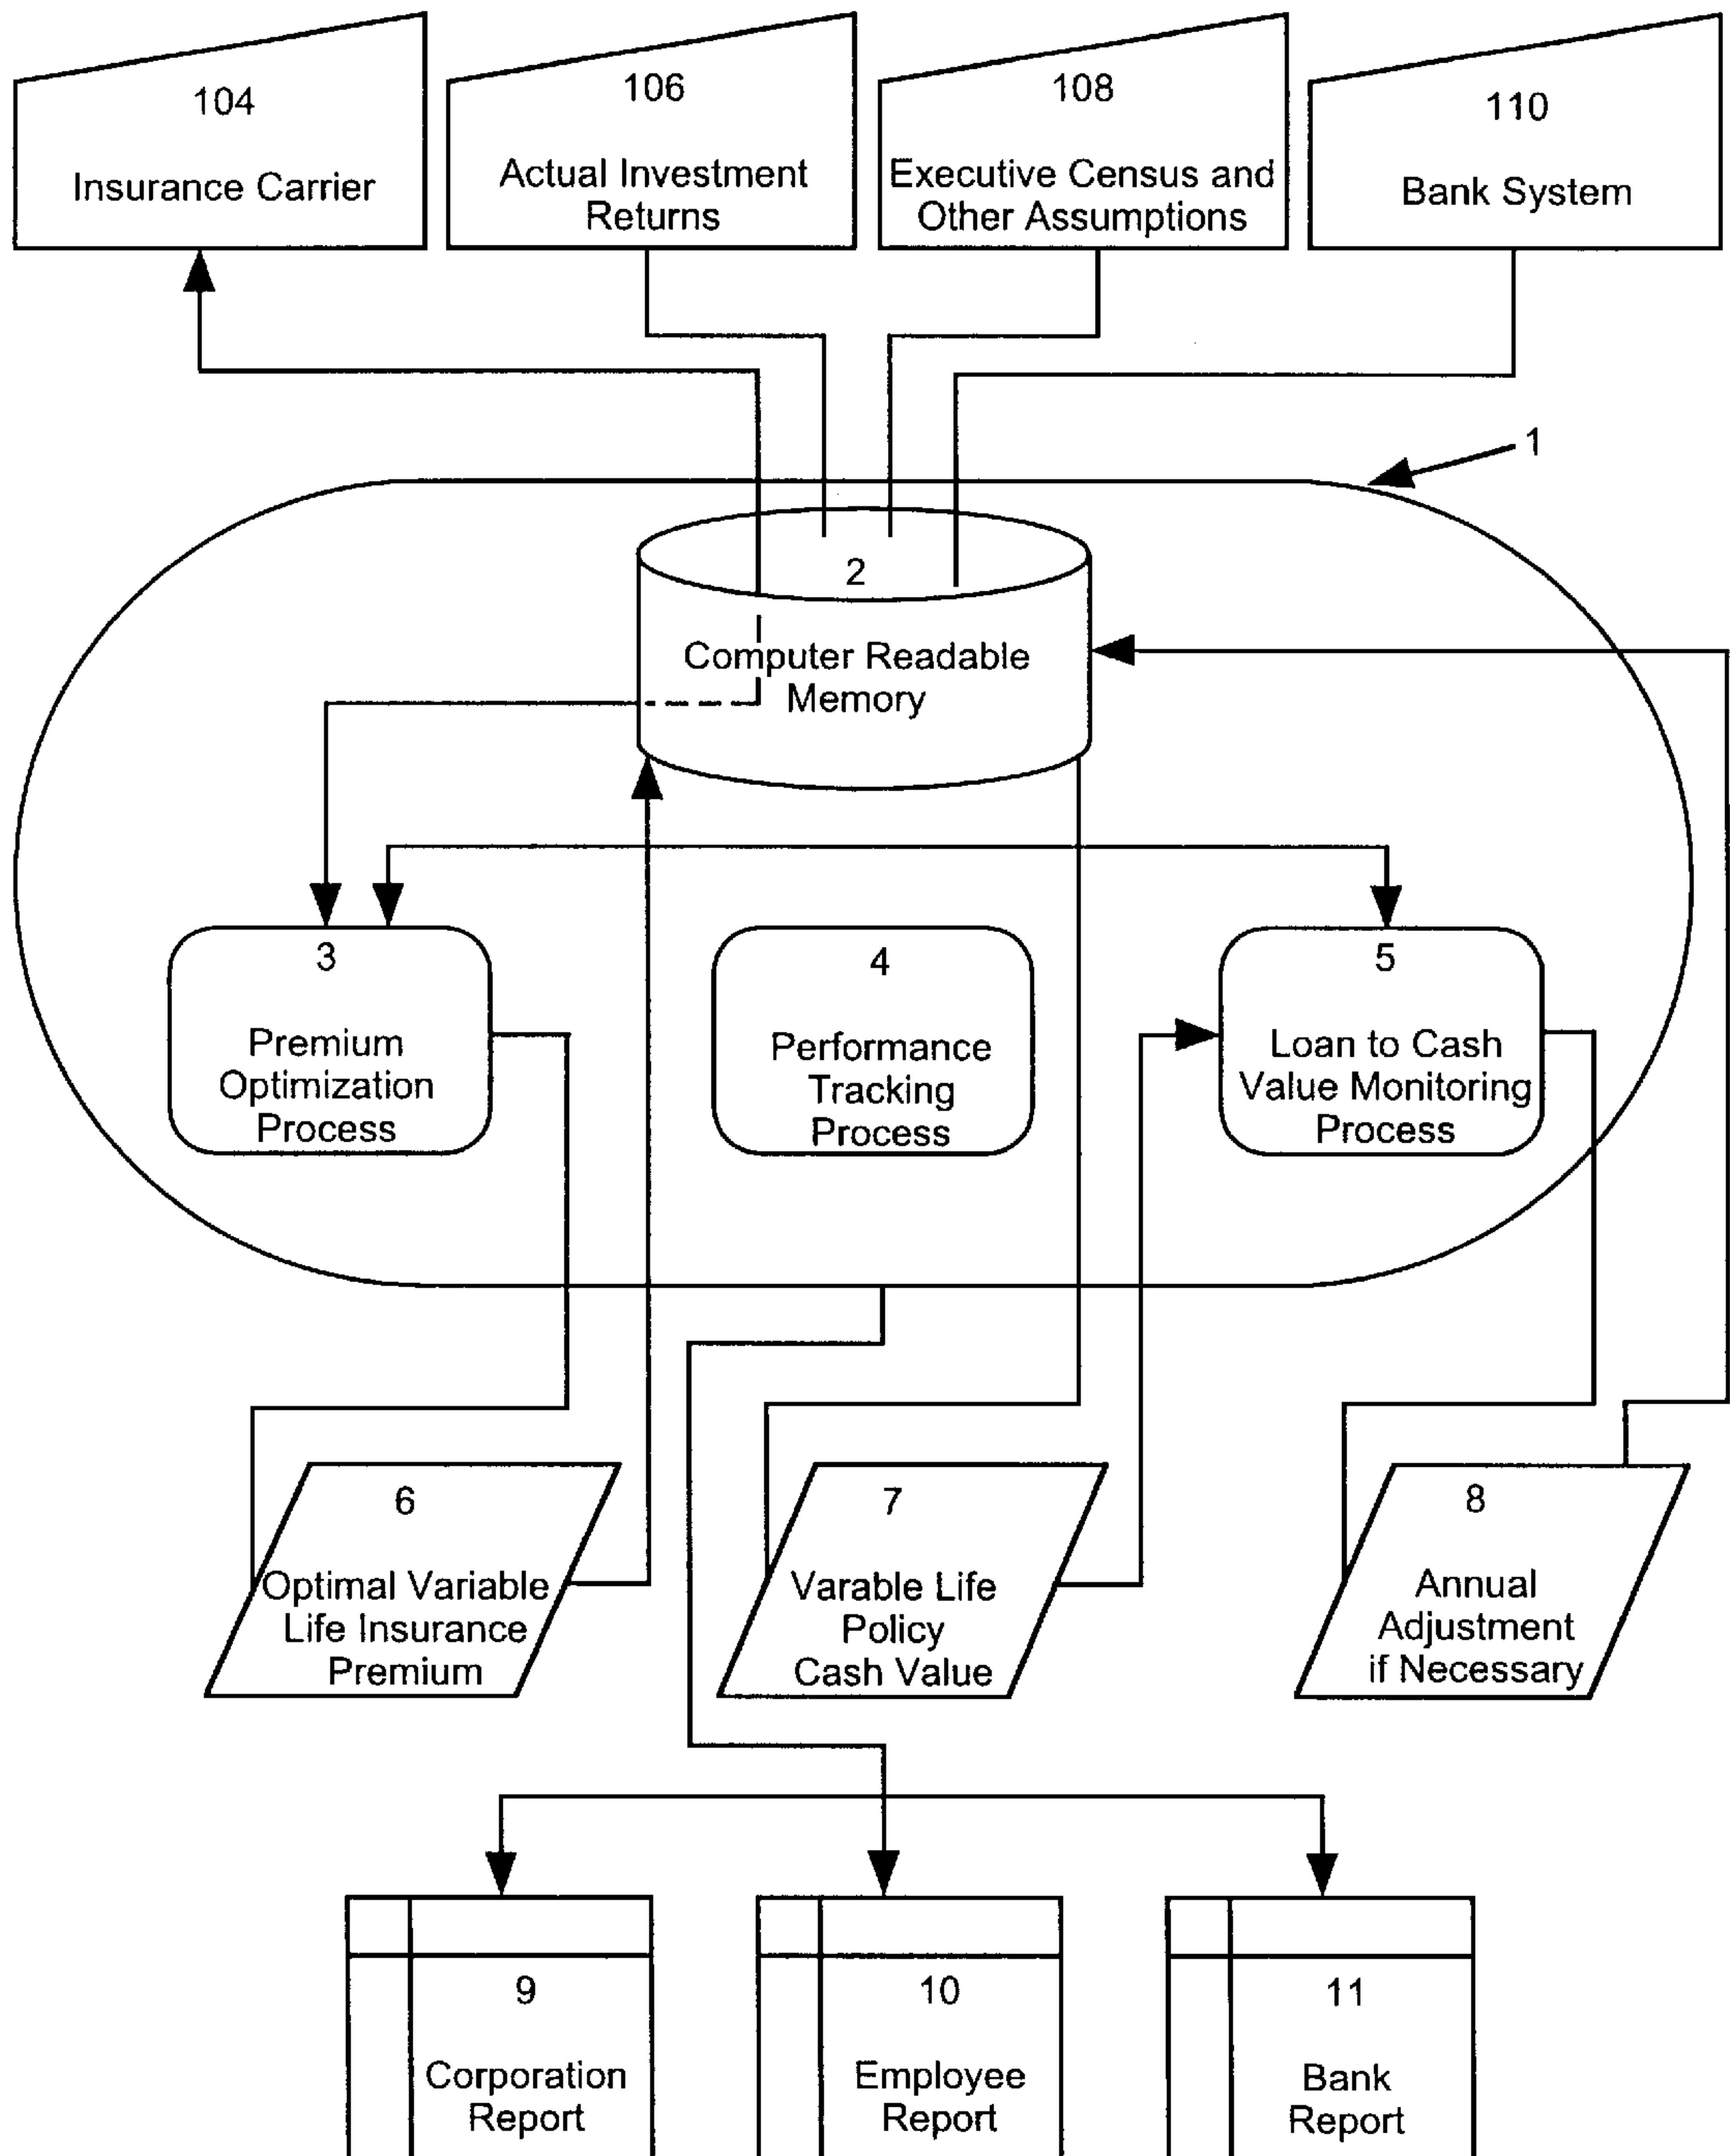 104
Insurance Carrier
106
Actual Investment
Returns
108
Executive Census and
Other Assumptions
110
Bank System
1
2
Computer Readable
Memory
3
Premium
Optimization
Process
4
Performance
Tracking
Process
5
Loan to Cash
Value Monitoring
Process
6
Optimal Variable
Life Insurance
Premium
7
Varable Life
Policy
Cash Value
8
Annual
Adjustment
if Necessary
9
Corporation
Report
10
Employee
Report
11
Bank
Report